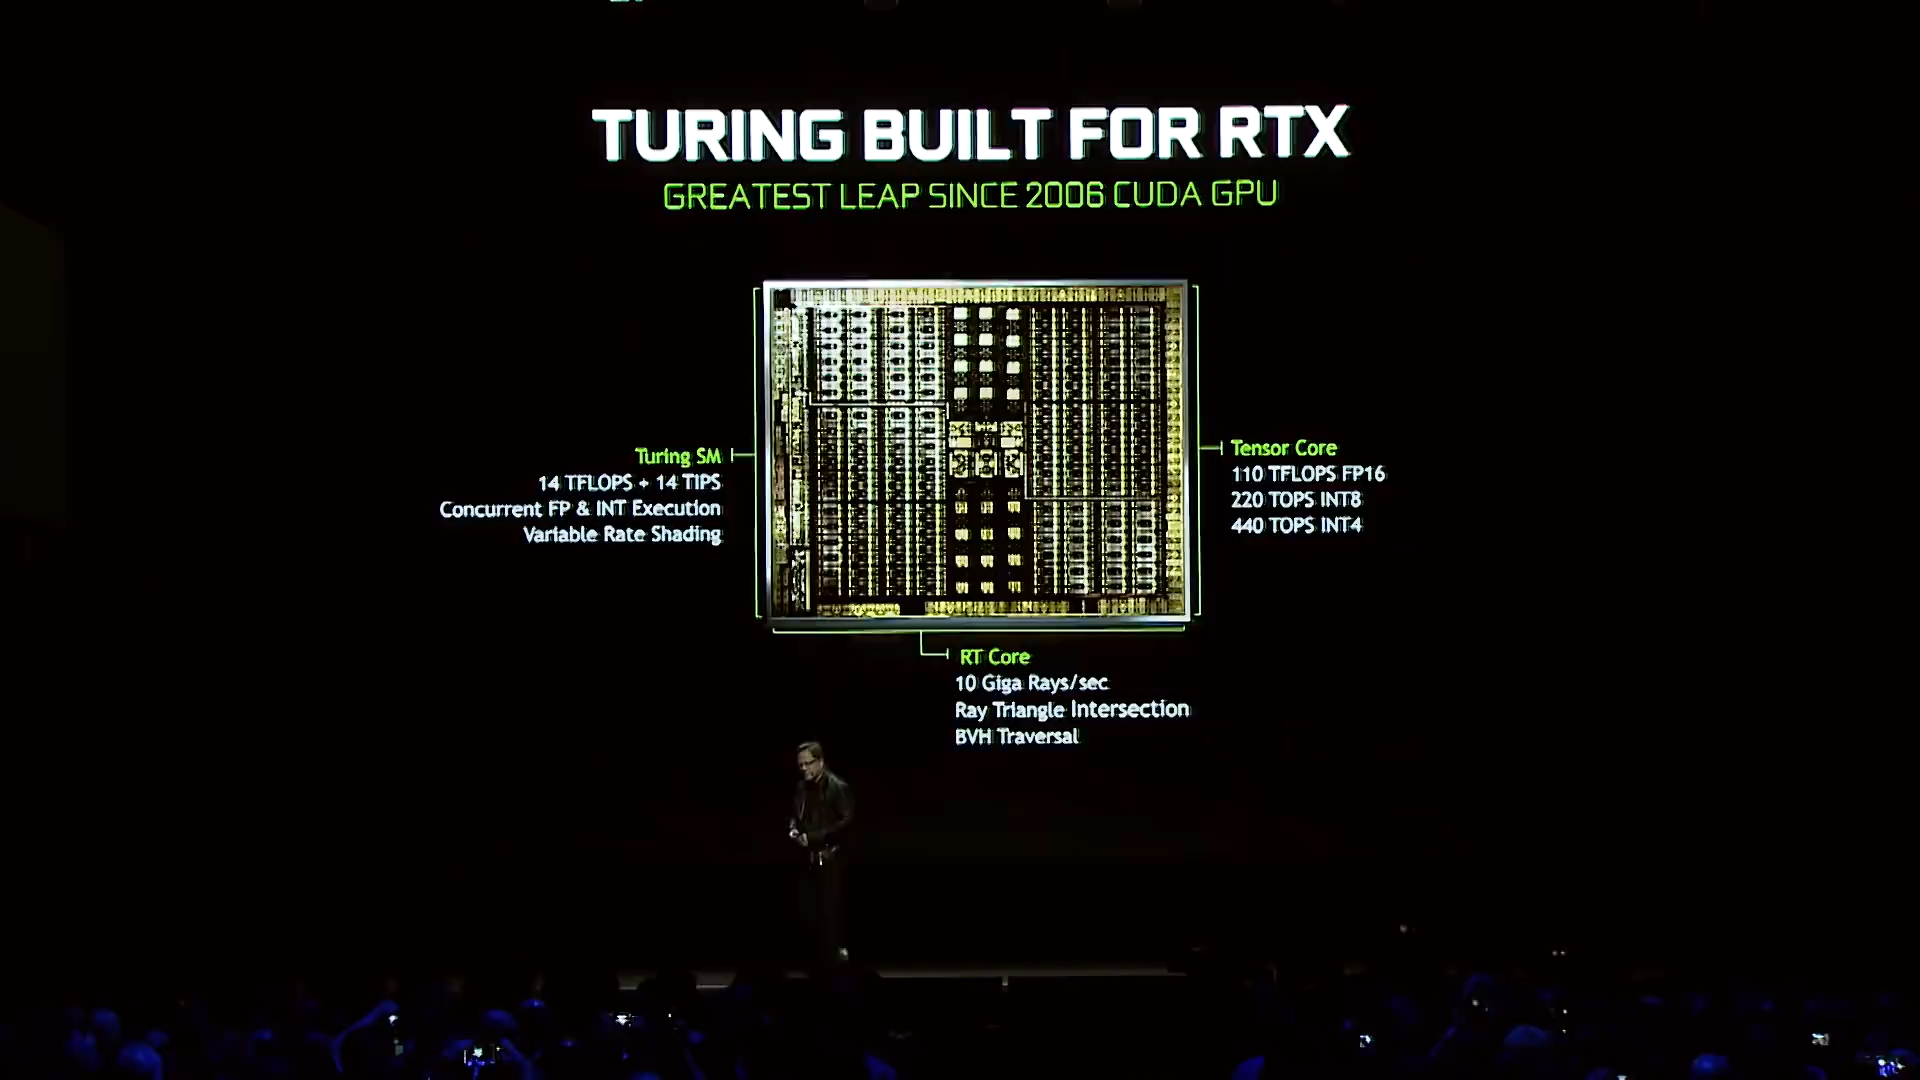 TURING BUILT FOR RTX
GREATEST LEAP SINCE 2006 CUDA GPU
Turing SM
14 TFLOPS + 14 TIPS
Concurrent FP & INT Execution
Variable Rate Shading
Tensor Core
110 TFLOPS FP16
220 TOPS INT8
440 TOPS INT4
RT Core
10 Giga Rays/sec
Ray Triangle Intersection
BVH Traversal